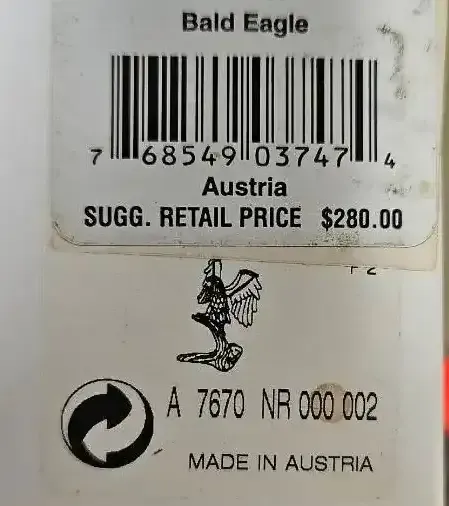 Bald Eagle
7 68549 03747 4
Austria
SUGG. RETAIL PRICE $280.00
A 7670 NR 000 002
MADE IN AUSTRIA